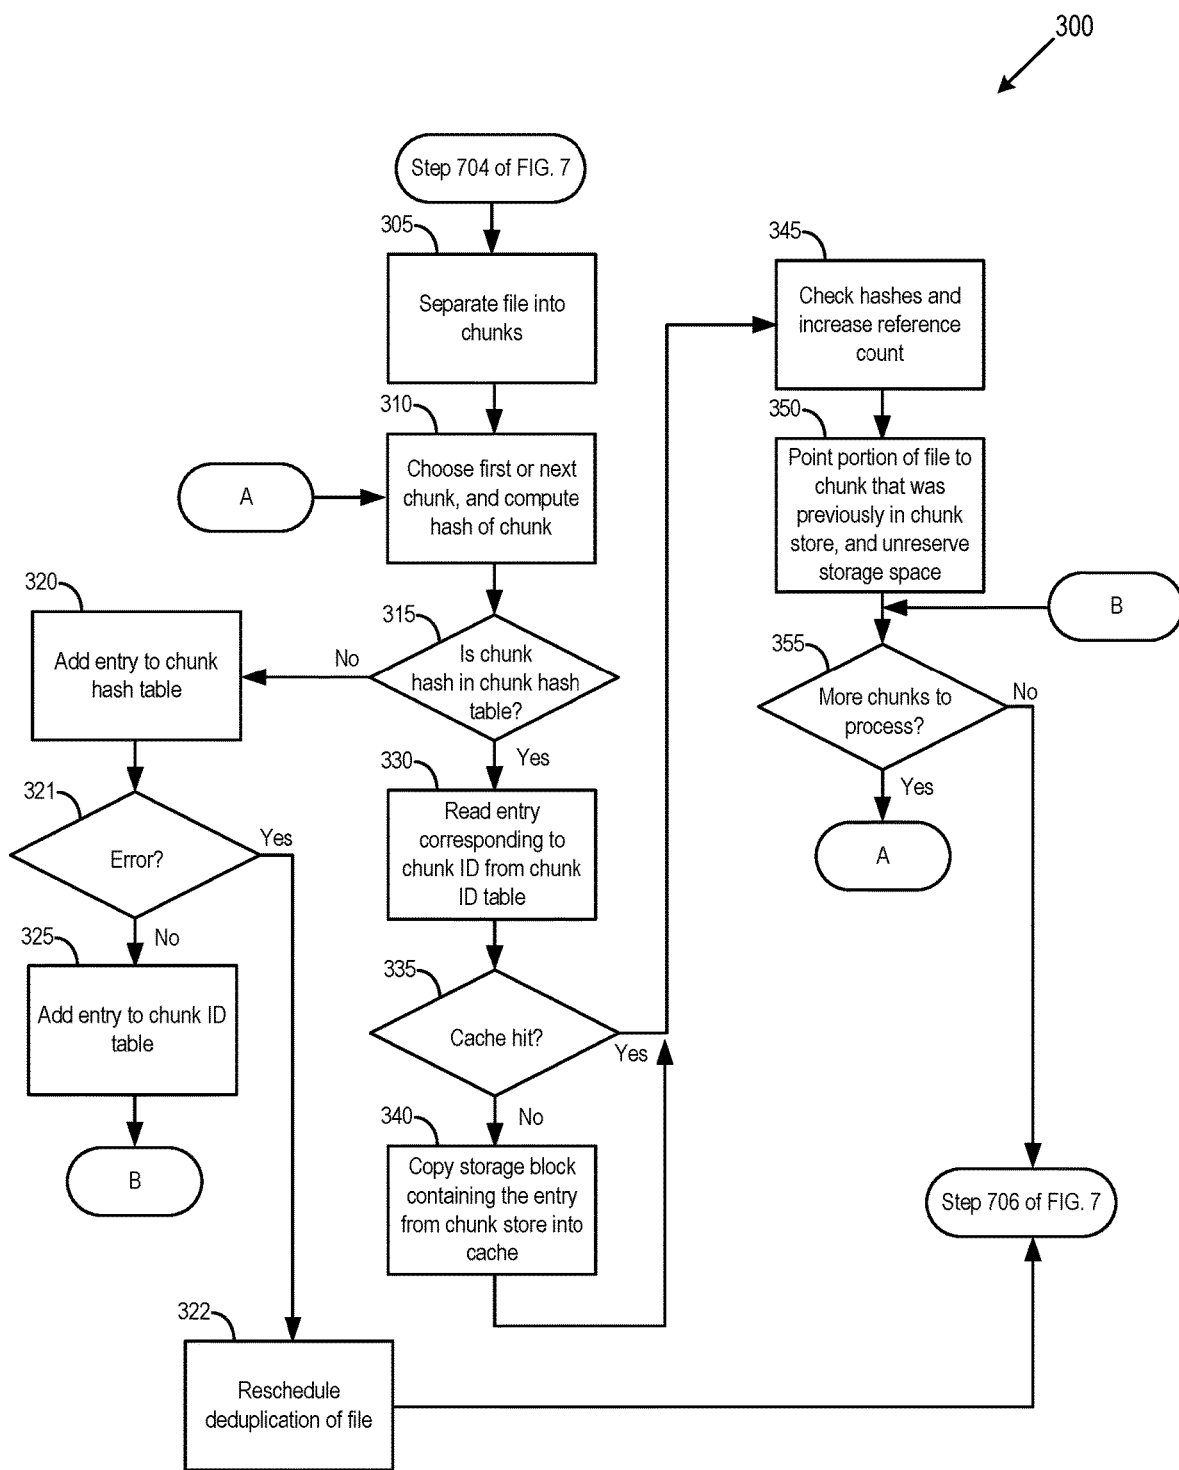 300
Step 704 of FIG. 7
305
Separate file into
chunks
310
Choose first or next
chunk, and compute
hash of chunk
A
315
Is chunk
hash in chunk hash
table?
No
Yes
320
Add entry to chunk
hash table
321
Error?
Yes
No
325
Add entry to chunk ID
table
B
322
Reschedule
deduplication of file
330
Read entry
corresponding to
chunk ID from chunk
ID table
335
Cache hit?
Yes
No
340
Copy storage block
containing the entry
from chunk store into
cache
345
Check hashes and
increase reference
count
350
Point portion of file to
chunk that was
previously in chunk
store, and unreserve
storage space
B
355
More chunks to
process?
No
Yes
A
Step 706 of FIG. 7